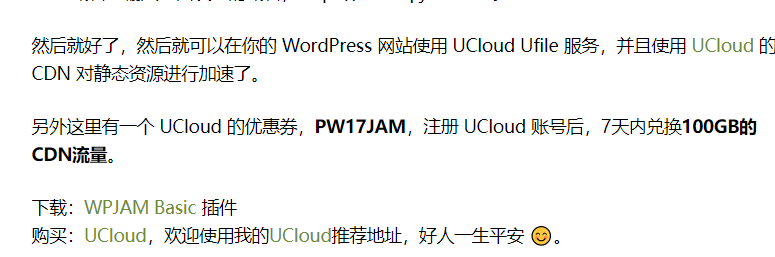 然后就好了，然后就可以在你的 WordPress 网站使用 UCloud Ufile 服务，并且使用 UCloud 的
CDN 对静态资源进行加速了。
另外这里有一个 UCloud 的优惠券，PW17JAM，注册 UCloud 账号后，7天内兑换100GB的
CDN流量。
下载：WPJAM Basic 插件
购买：UCloud，欢迎使用我的UCloud推荐地址，好人一生平安 😊。